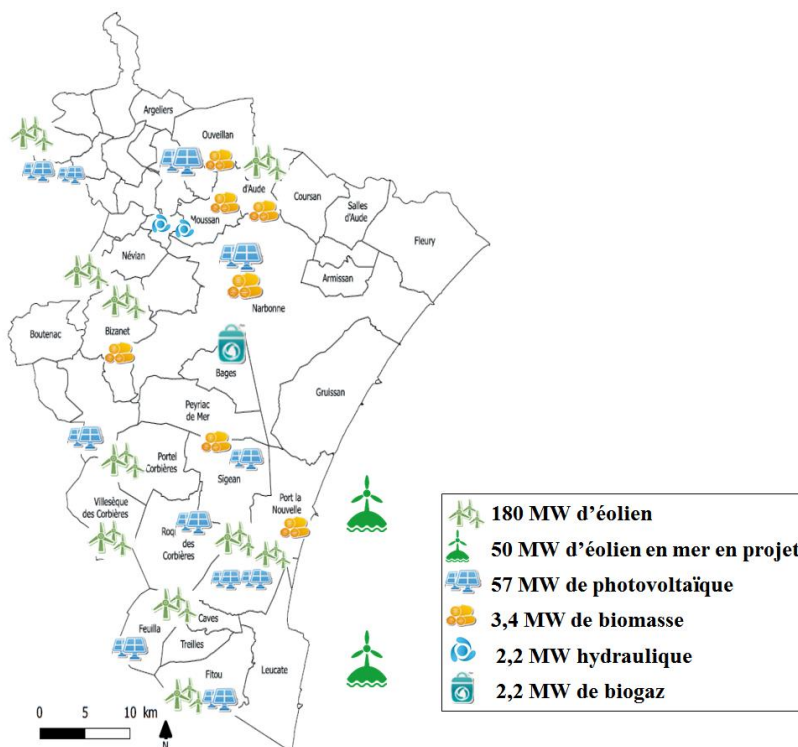 Argeliers
Ouveillan
d'Aude
Coursan
Salles
d'Aude
Moussan
Fleury
Névian
Armissan
Narbonne
Boutenac
Bizanet
Bages
Gruissan
Peyriac
de Mer
Portel
Corbières
Sigean
Villesèque
des Corbières
Port la
Nouvelle
des
Corbières
Feuilla
Caves
Treilles
Fitou
Leucate
0 5 10 km
N
180 MW d'éolien
50 MW d'éolien en mer en projet
57 MW de photovoltaïque
3,4 MW de biomasse
2,2 MW hydraulique
2,2 MW de biogaz